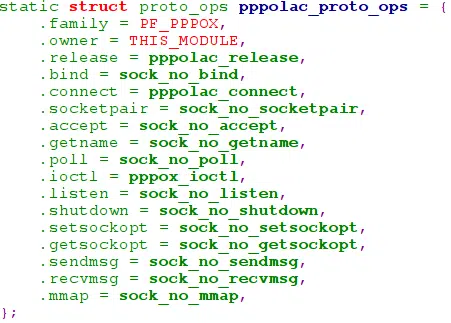 static struct proto_ops pppolac_proto_ops = {
.family = PF_PPPOX,
.owner = THIS_MODULE,
.release = pppolac_release,
.bind = sock_no_bind,
.connect = pppolac_connect,
.socketpair = sock_no_socketpair,
.accept = sock_no_accept,
.getname = sock_no_getname,
.poll = sock_no_poll,
.ioctl = pppox_ioctl,
.listen = sock_no_listen,
.shutdown = sock_no_shutdown,
.setsockopt = sock_no_setsockopt,
.getsockopt = sock_no_getsockopt,
.sendmsg = sock_no_sendmsg,
.recvmsg = sock_no_recvmsg,
.mmap = sock_no_mmap,
};